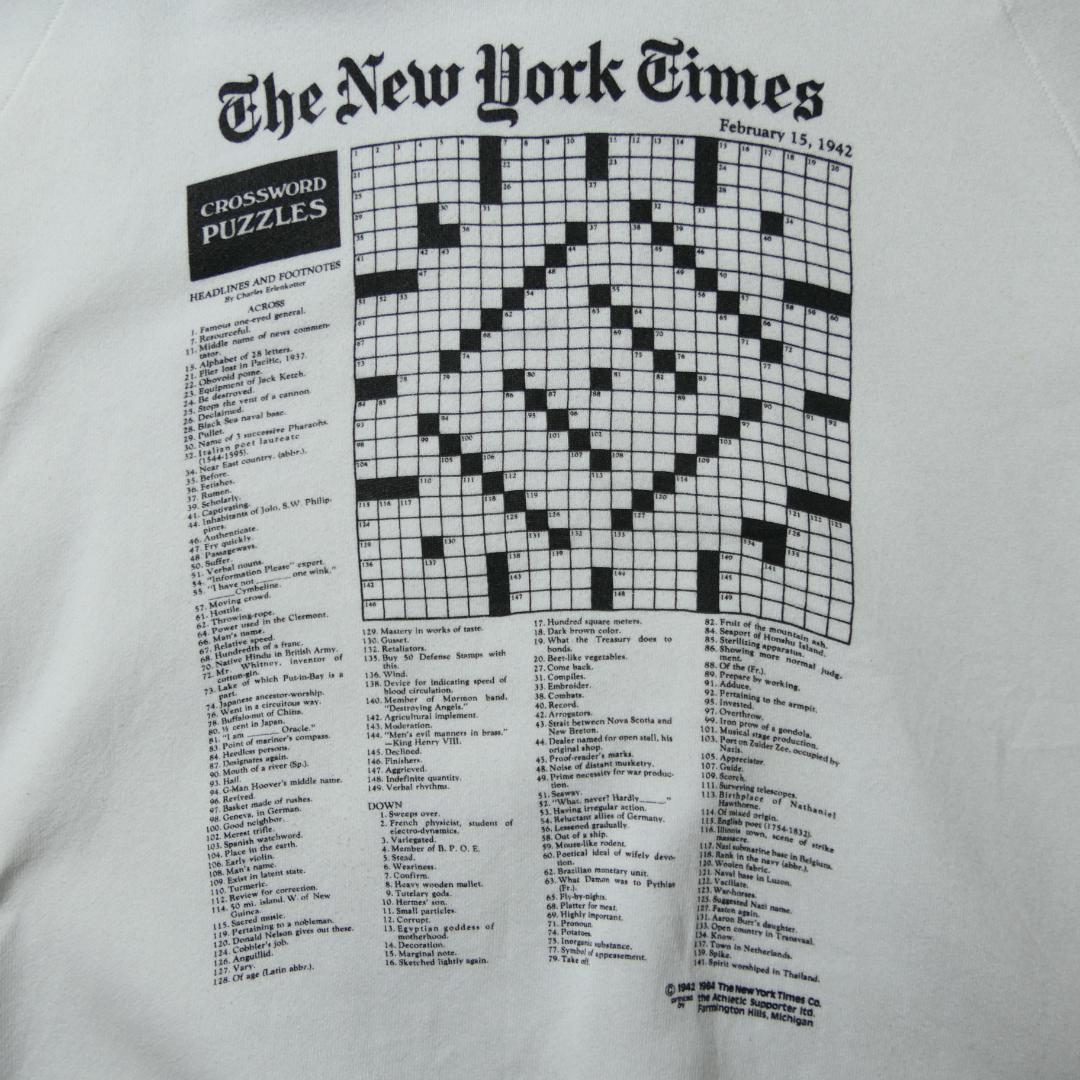 The New York Times
February 15, 1942
CROSSWORD
PUZZLES
HEADLINES AND FOOTNOTES
By Charles Erlenkotter
ACROSS
1. Famous one-eyed general.
7. Resourceful.
11. Middle name of news commen-
tator.
15. Alphabet of 28 letters.
21. Flier lost in Pacific, 1937.
22. Obovoid pome.
23. Equipment of Jack Ketch.
24. Be destroyed.
25. Stops the vent of a cannon.
26. Declaimed.
28. Black Sea naval base.
29. Pullet.
30. Name of 3 successive Pharaohs.
32. Italian poet laureate
(1544-1595).
34. Near East country. (abbr.).
35. Before.
36. Fetishes.
37. Rumen.
39. Scholarly.
41. Captivating.
44. Inhabitants of Jolo, S.W. Philip-
pines.
46. Authenticate.
47. Fry quickly.
48. Passageways.
50. Suffer.
51. Verbal nouns.
54. "Information Please" expert.
55. "I have not ______ one wink."
______Cymbeline.
57. Moving crowd.
61. Hostile.
62. Throwing-rope.
64. Power used in the Clermont.
66. Man's name.
67. Relative speed.
68. Hundredth of a franc.
70. Native Hindu in British Army.
72. Mr. Whitney, inventor of
cotton-gin.
73. Lake of which Put-in-Bay is a
part.
74. Japanese ancestor-worship.
76. Went in a circuitous way.
78. Buffalo-nut of China.
80. ½ cent in Japan.
81. "I am ______ Oracle."
83. Point of mariner's compass.
84. Heedless persons.
87. Designates again.
90. Mouth of a river (Sp.).
93. Hail.
94. G-Man Hoover's middle name.
96. Revived.
97. Basket made of rushes.
98. Geneva, in German.
100. Good neighbor.
102. Merest trifle.
103. Spanish watchword.
104. Place in the earth.
106. Early violin.
108. Man's name.
109. Exist in latent state.
110. Turmeric.
112. Review for correction.
114. 50 mi. island, W. of New
Guinea.
115. Sacred music.
119. Pertaining to a nobleman.
120. Donald Nelson gives out these.
124. Cobbler's job.
126. Anguillid.
127. Vary.
128. Of age (Latin abbr.).
129. Mastery in works of taste.
130. Gusset.
132. Retaliators.
135. Buy 50 Defense Stamps with
this.
136. Wind.
138. Device for indicating speed of
blood circulation.
140. Member of Mormon band,
"Destroying Angels."
142. Agricultural implement.
143. Moderation.
144. "Men's evil manners in brass."
—King Henry VIII.
145. Declined.
146. Finishers.
147. Aggrieved.
148. Indefinite quantity.
149. Verbal rhythms.
DOWN
1. Sweeps over.
2. French physicist, student of
electro-dynamics.
3. Variegated.
4. Member of B. P. O. E.
5. Stead.
6. Weariness.
7. Confirm.
8. Heavy wooden mallet.
9. Tutelary gods.
10. Hermes' son.
11. Small particles.
12. Corrupt.
13. Egyptian goddess of
motherhood.
14. Decoration.
15. Marginal note.
16. Sketched lightly again.
17. Hundred square meters.
18. Dark brown color.
19. What the Treasury does to
bonds.
20. Beet-like vegetables.
27. Come back.
31. Compiles.
33. Embroider.
38. Combats.
40. Record.
42. Arrogators.
43. Strait between Nova Scotia and
New Breton.
44. Dealer named for open stall, his
original shop.
45. Proof-reader's marks.
48. Noise of distant musketry.
49. Prime necessity for war produc-
tion.
51. Seaway.
52. "What, never? Hardly______"
53. Having irregular action.
54. Reluctant allies of Germany.
56. Lessened gradually.
58. Out of a ship.
59. Mouse-like rodent.
60. Poetical ideal of wifely devo-
tion.
62. Brazilian monetary unit.
63. What Damon was to Pythias
(Fr.).
65. Fly-by-nights.
68. Platter for meat.
69. Highly important.
71. Pronoun.
74. Potatoes.
75. Inorganic substance.
77. Symbol of appeasement.
79. Take off.
82. Fruit of the mountain ash.
84. Seaport of Honshu Island.
85. Sterilizing apparatus.
86. Showing more normal judg-
ment.
88. Of the (Fr.).
89. Prepare by working.
91. Adduce.
92. Pertaining to the armpit.
95. Invested.
97. Overthrow.
99. Iron prow of a gondola.
101. Musical stage production.
103. Port on Zuider Zee, occupied by
Nazis.
105. Appreciator.
107. Guide.
109. Scorch.
111. Surveying telescopes.
113. Birthplace of Nathaniel
Hawthorne.
114. Of mixed origin.
115. English poet (1754-1832).
116. Illinois town, scene of strike
massacre.
117. Nazi submarine base in Belgium.
118. Rank in the navy (abbr.).
120. Woolen fabric.
121. Naval base in Luzon.
122. Vacillate.
123. War-horses.
125. Suggested Nazi name.
127. Fasten again.
131. Aaron Burr's daughter.
133. Open country in Transvaal.
134. Know.
137. Town in Netherlands.
139. Spike.
141. Spirit worshiped in Thailand.
© 1942 1984 The New York Times Co.
by the Athletic Supporter ltd.
Farmington Hills, Michigan